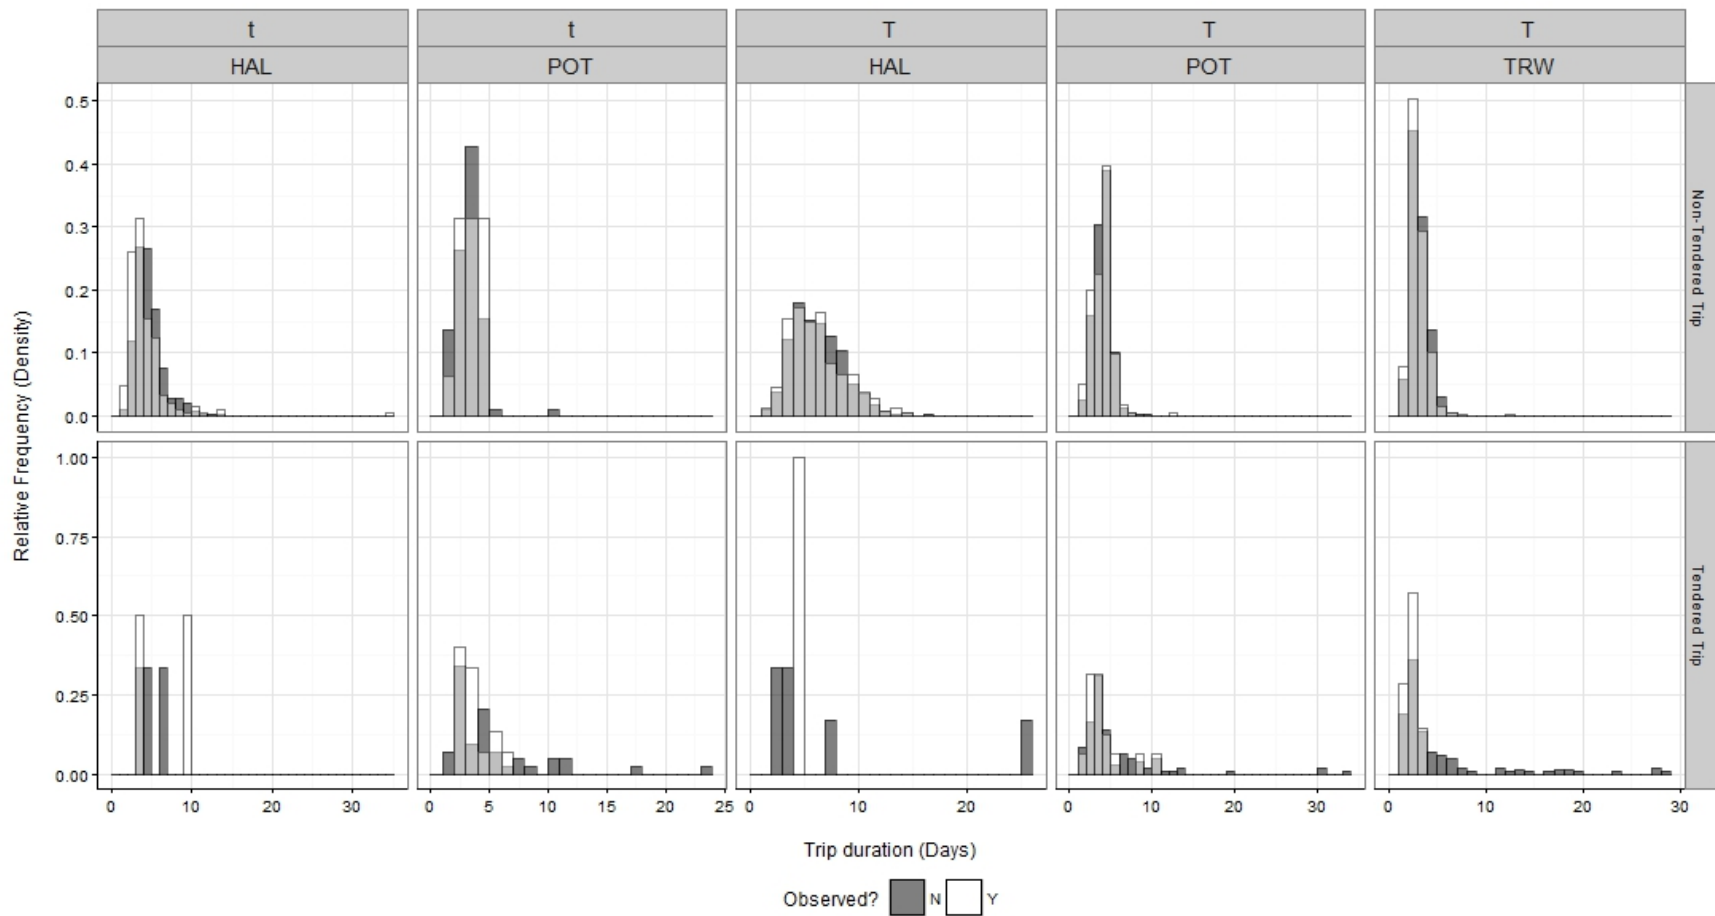 t t T T T
HAL POT HAL POT TRW
0.5
0.4
0.3
0.2
0.1
0.0
Non-Tendered Trip
1.00
0.75
0.50
0.25
0.00
Tendered Trip
Relative Frequency (Density)
0 10 20 30 0 5 10 15 20 25 0 10 20 0 10 20 30 0 10 20 30
Trip duration (Days)
Observed? N Y